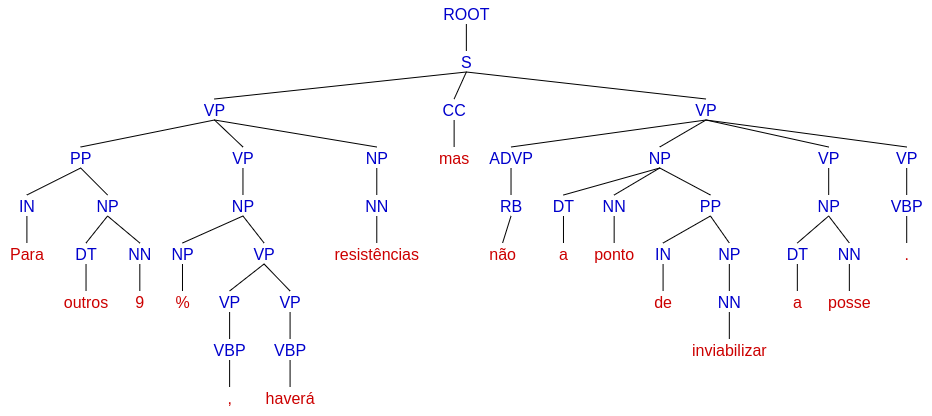 ROOT
S
VP CC VP
PP VP NP mas ADVP NP VP VP
IN NP NP NN RB DT NN PP NP VBP
Para DT NN NP VP resistências não a ponto IN NP DT NN .
outros 9 % VP VP de NN a posse
VBP VBP inviabilizar
, haverá